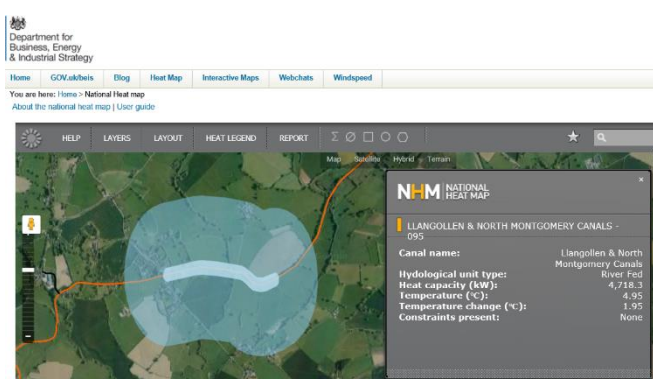 Department for
Business, Energy
& Industrial Strategy
Home GOV.uk/beis Blog Heat Map Interactive Maps Webchats Windspeed
You are here: Home > National Heat map
About the national heat map | User guide
HELP LAYERS LAYOUT HEAT LEGEND REPORT
Map Satellite Hybrid Terrain
NHM NATIONAL
HEAT MAP
LLANGOLLEN & NORTH MONTGOMERY CANALS -
095
Canal name: Llangollen & North
Montgomery Canals
Hydological unit type: River Fed
Heat capacity (kW): 4,718.3
Temperature (°C): 4.95
Temperature change (°C): 1.95
Constraints present: None